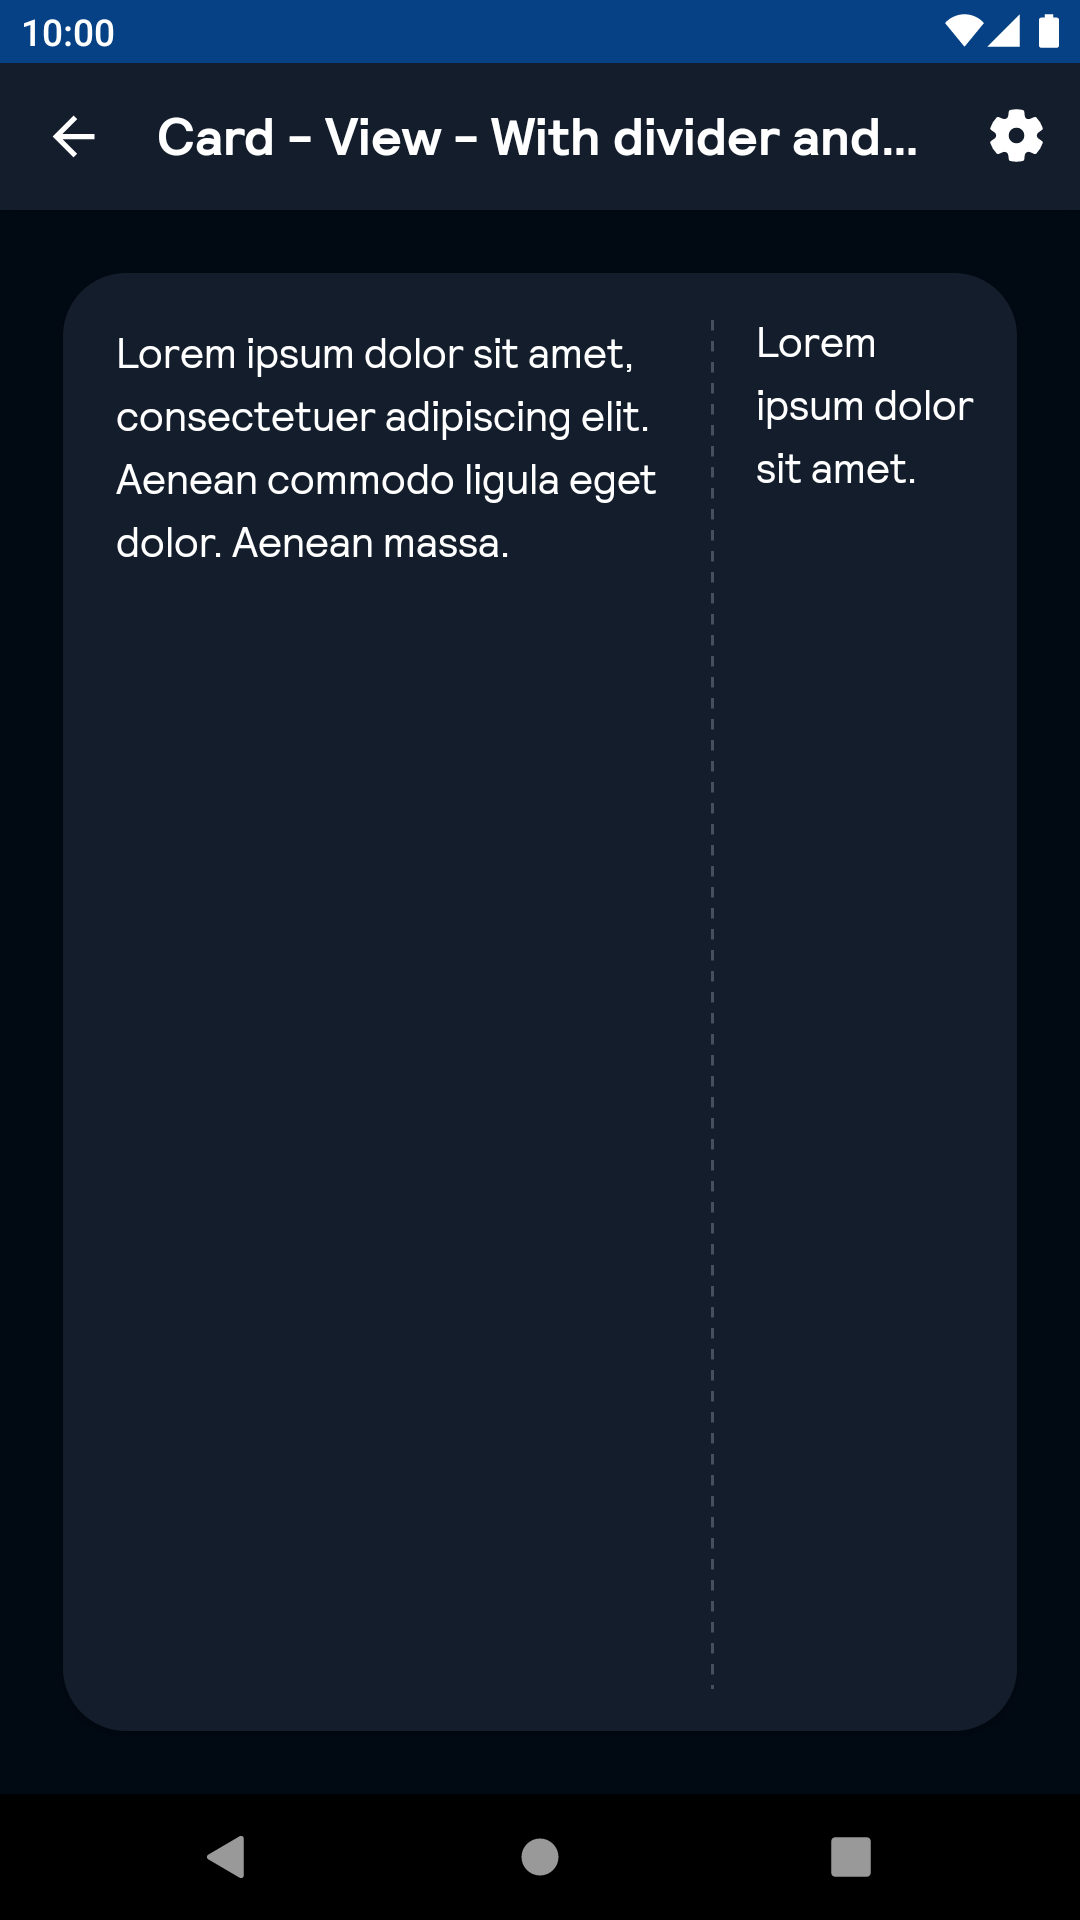 10:00
Card - View - With divider and...
Lorem ipsum dolor sit amet,
consectetuer adipiscing elit.
Aenean commodo ligula eget
dolor. Aenean massa.
Lorem
ipsum dolor
sit amet.